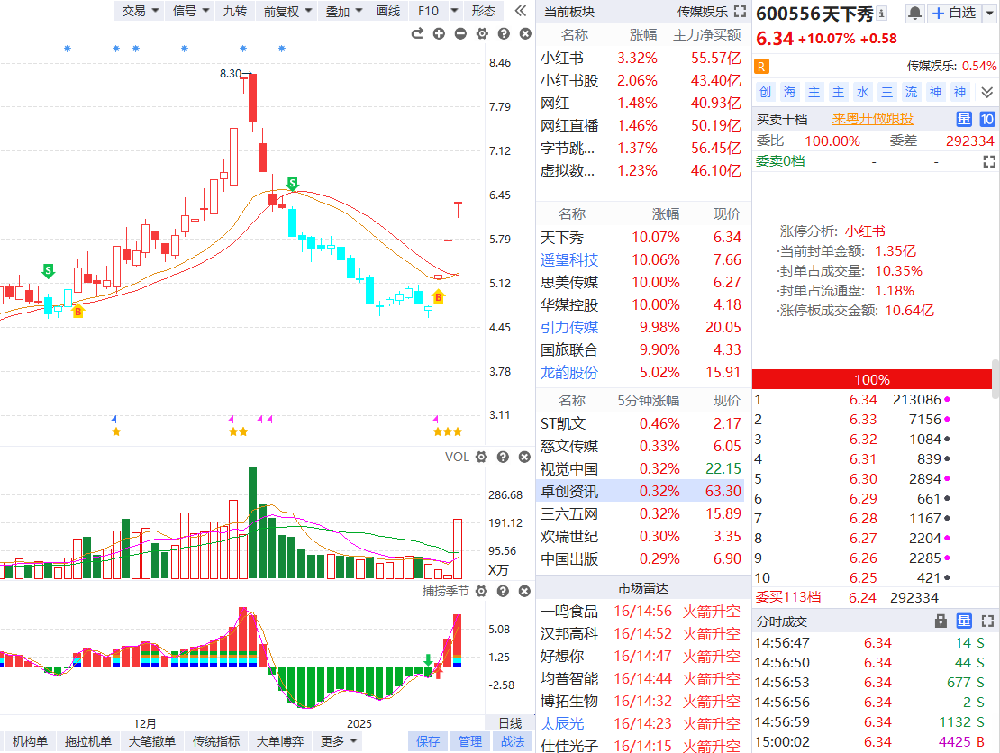 交易 信号 九转 前复权 叠加 画线 F10 形态
8.30
8.46
7.79
7.12
6.45
5.79
5.12
4.45
3.78
3.11
S
B
S
B
VOL
286.68
191.12
95.56
X万
捕捞季节
5.08
1.25
-2.58
12月 2025 日线
机构单 拖拉机单 大笔撤单 传统指标 大单博弈 更多 保存 管理 战法
当前板块 传媒娱乐
名称 涨幅 主力净买额
小红书 3.32% 55.57亿
小红书股 2.06% 43.40亿
网红 1.48% 40.93亿
网红直播 1.46% 50.19亿
字节跳... 1.37% 56.45亿
虚拟数... 1.23% 46.10亿
名称 涨幅 现价
天下秀 10.07% 6.34
遥望科技 10.06% 7.66
思美传媒 10.00% 6.27
华媒控股 10.00% 4.18
引力传媒 9.98% 20.05
国旅联合 9.90% 4.33
龙韵股份 5.02% 15.91
名称 5分钟涨幅 现价
ST凯文 0.46% 2.17
慈文传媒 0.33% 6.05
视觉中国 0.32% 22.15
卓创资讯 0.32% 63.30
三六五网 0.32% 15.89
欢瑞世纪 0.30% 3.35
中国出版 0.29% 6.90
市场雷达
一鸣食品 16/14:56 火箭升空
汉邦高科 16/14:52 火箭升空
好想你 16/14:47 火箭升空
均普智能 16/14:44 火箭升空
博拓生物 16/14:32 火箭升空
太辰光 16/14:23 火箭升空
仕佳光子 16/14:15 火箭升空
600556天下秀 自选
6.34 +10.07% +0.58
R 传媒娱乐: 0.54%
创 海 主 主 水 三 流 神 神
买卖十档 来粤开做跟投 量 10
委比 100.00% 委差 292334
委卖0档 - -
涨停分析: 小红书
·当前封单金额: 1.35亿
·封单占成交量: 10.35%
·封单占流通盘: 1.18%
·涨停板成交金额: 10.64亿
100%
1 6.34 213086
2 6.33 7156
3 6.32 1084
4 6.31 839
5 6.30 2894
6 6.29 661
7 6.28 1167
8 6.27 2204
9 6.26 2285
10 6.25 421
委买113档 6.24 292334
分时成交 量
14:56:47 6.34 14 S
14:56:50 6.34 44 S
14:56:53 6.34 677 S
14:56:56 6.34 2 S
14:56:59 6.34 1132 S
15:00:02 6.34 4425 B